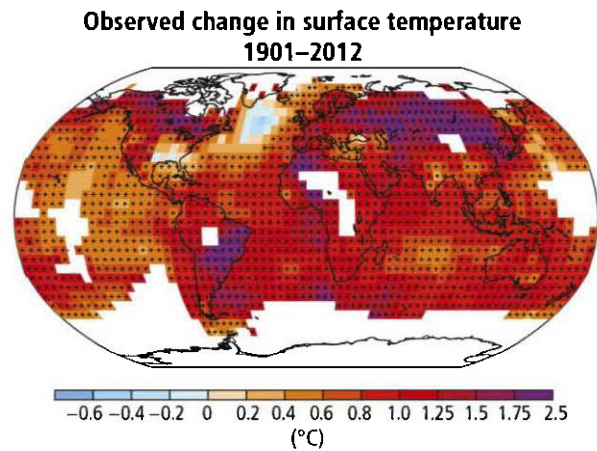 Observed change in surface temperature
1901–2012
−0.6 −0.4 −0.2 0 0.2 0.4 0.6 0.8 1.0 1.25 1.5 1.75 2.5
(°C)